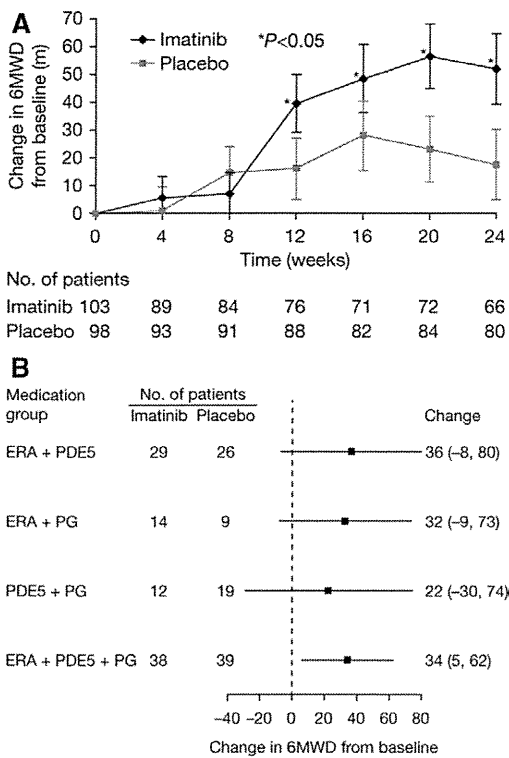 A
Change in 6MWD
from baseline (m)
70
60
50
40
30
20
10
0
Imatinib
Placebo
*P<0.05
*
*
*
*
0 4 8 12 16 20 24
Time (weeks)
No. of patients
Imatinib 103 89 84 76 71 72 66
Placebo 98 93 91 88 82 84 80
B
Medication
group
No. of patients
Imatinib Placebo
Change
ERA + PDE5 29 26 36 (–8, 80)
ERA + PG 14 9 32 (–9, 73)
PDE5 + PG 12 19 22 (–30, 74)
ERA + PDE5 + PG 38 39 34 (5, 62)
–40 –20 0 20 40 60 80
Change in 6MWD from baseline